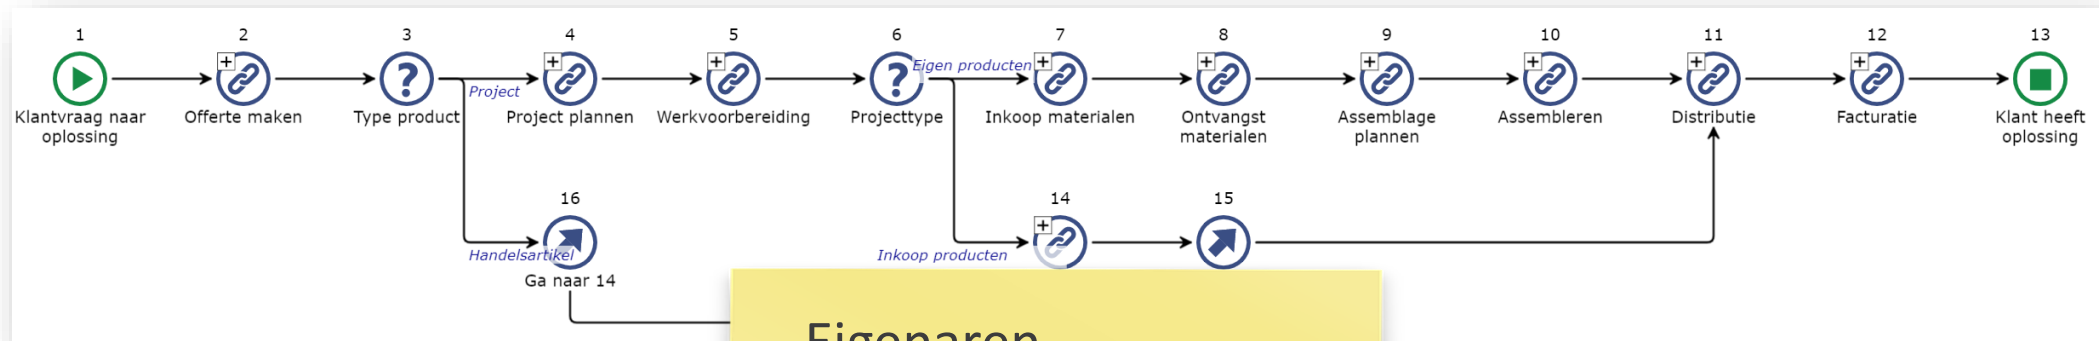 1 2 3 4 5 6 7 8 9 10 11 12 13
Eigen producten
Project
Klantvraag naar
oplossing
Offerte maken
Type product
Project plannen
Werkvoorbereiding
Projecttype
Inkoop materialen
Ontvangst
materialen
Assemblage
plannen
Assembleren
Distributie
Facturatie
Klant heeft
oplossing
16 14 15
Handelsartikel
Inkoop producten
Ga naar 14
Eigenaren